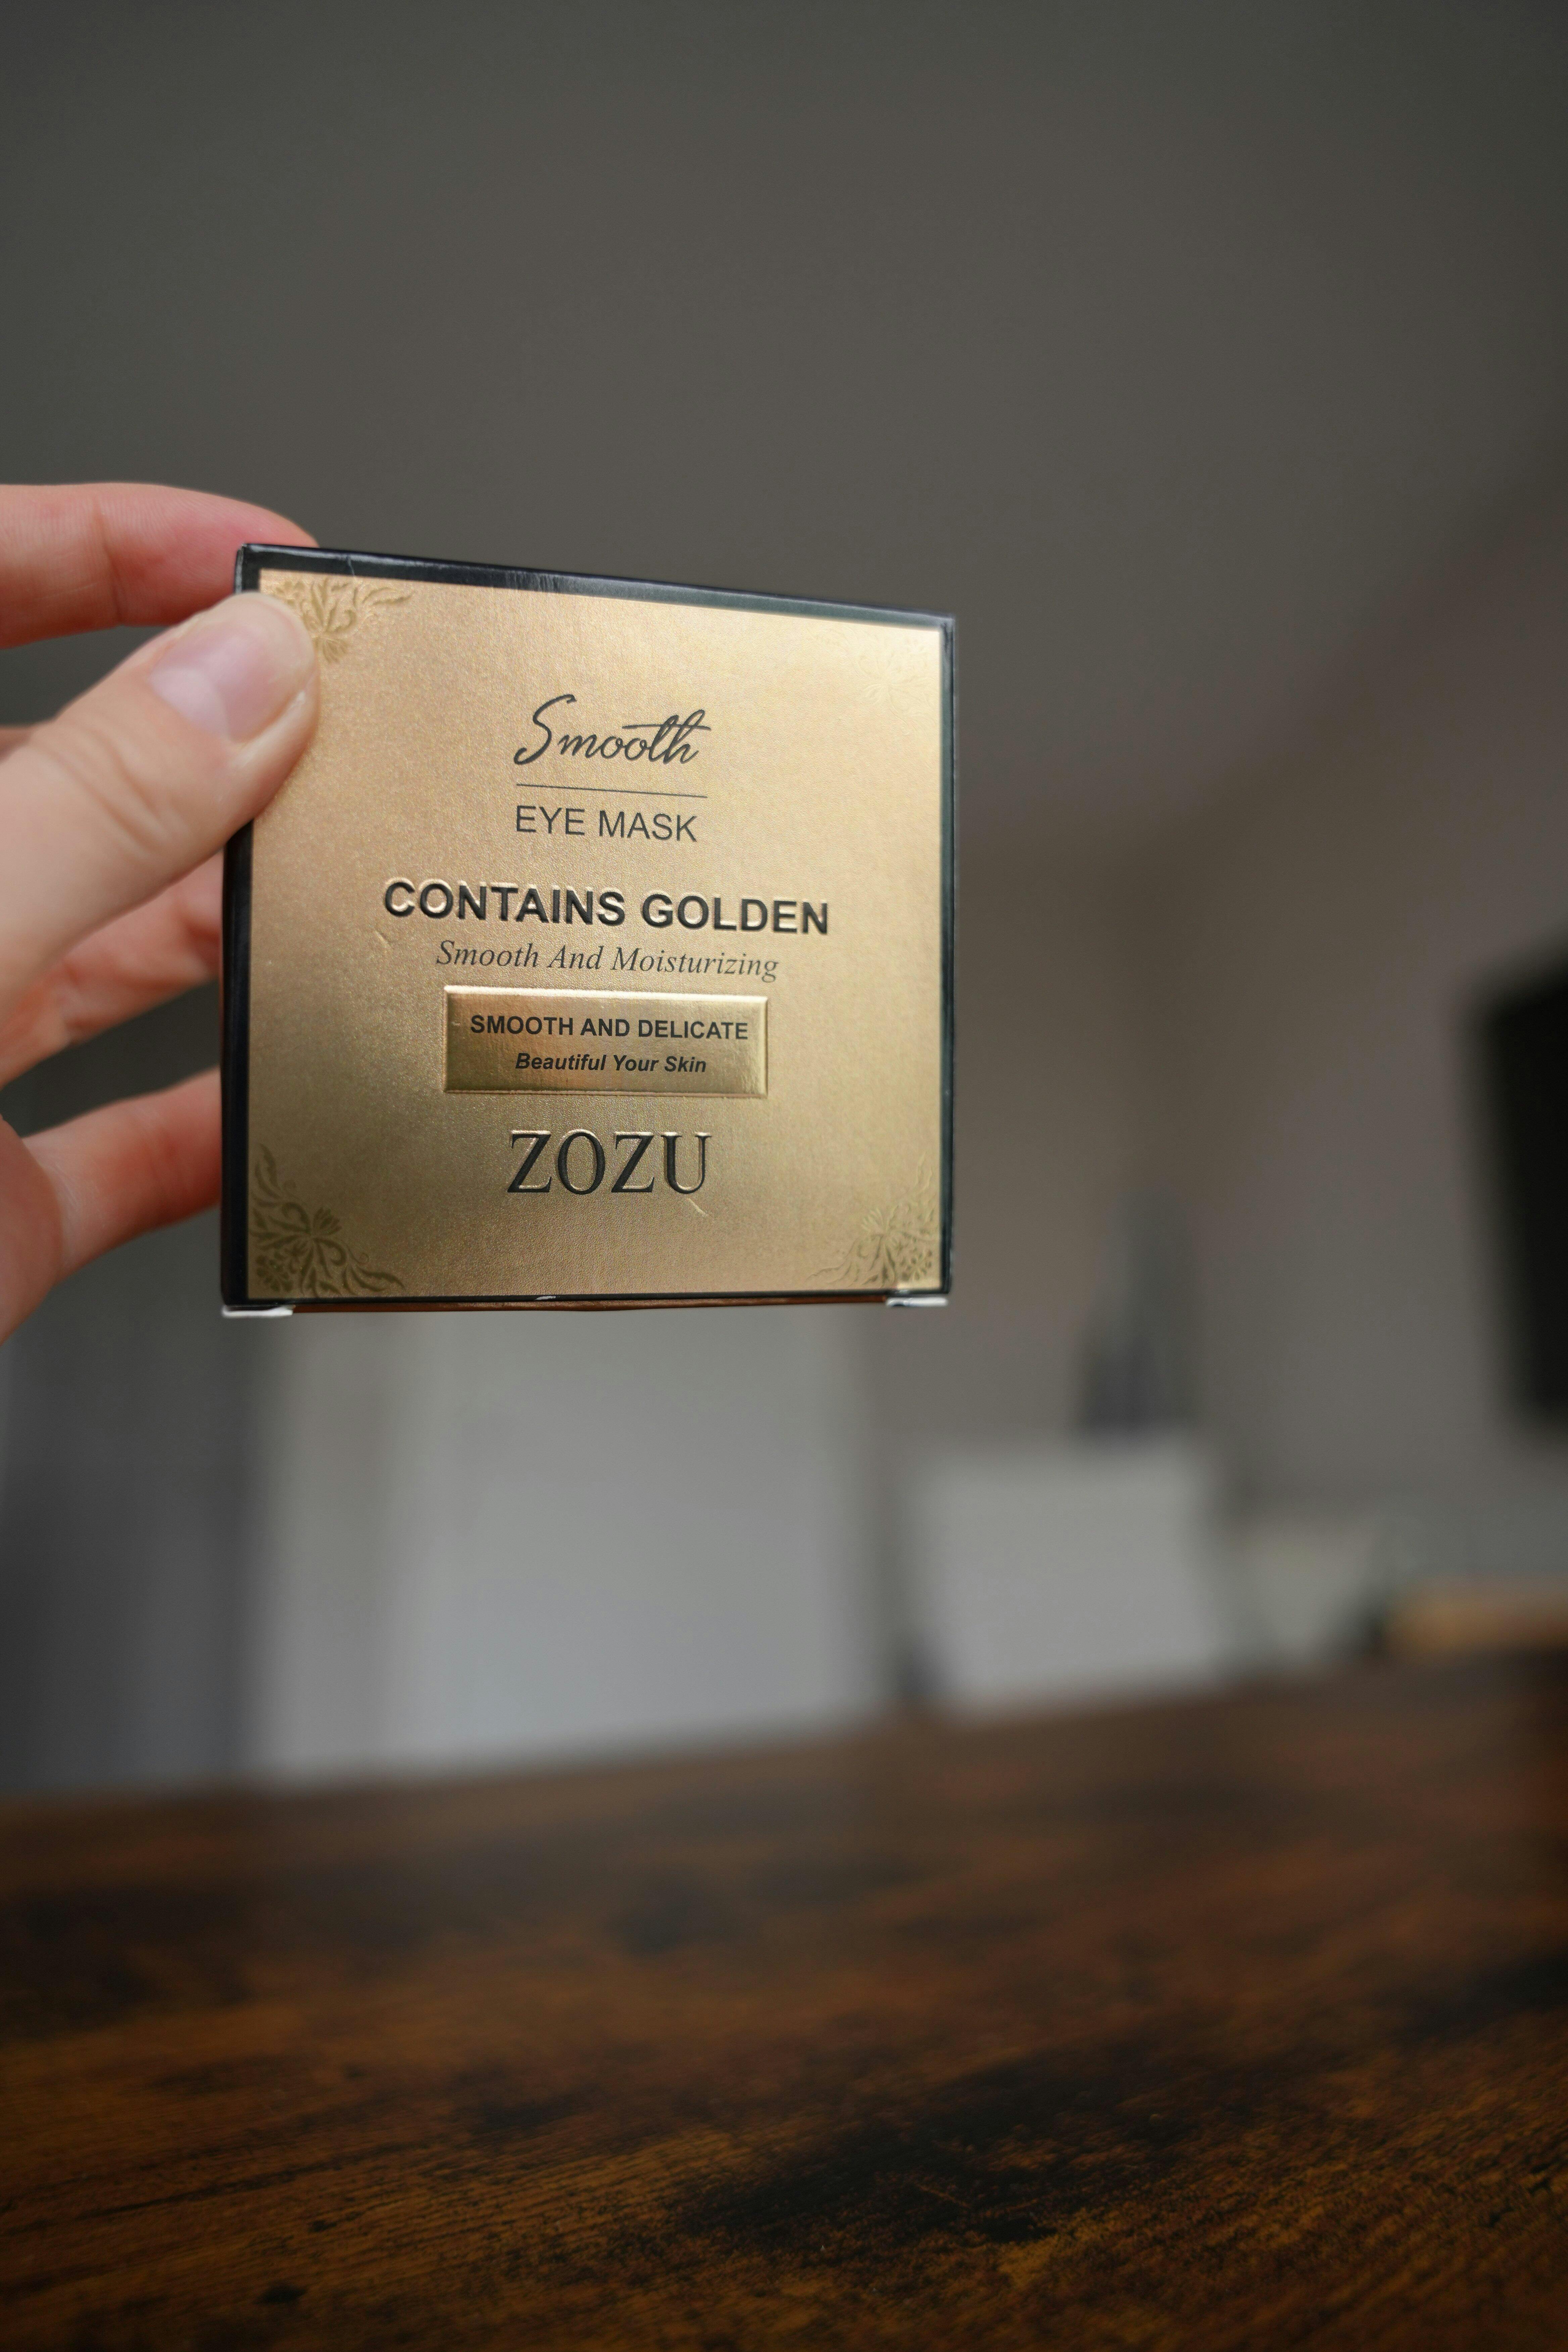 Smooth
EYE MASK
CONTAINS GOLDEN
Smooth And Moisturizing
SMOOTH AND DELICATE
Beautiful Your Skin
ZOZU